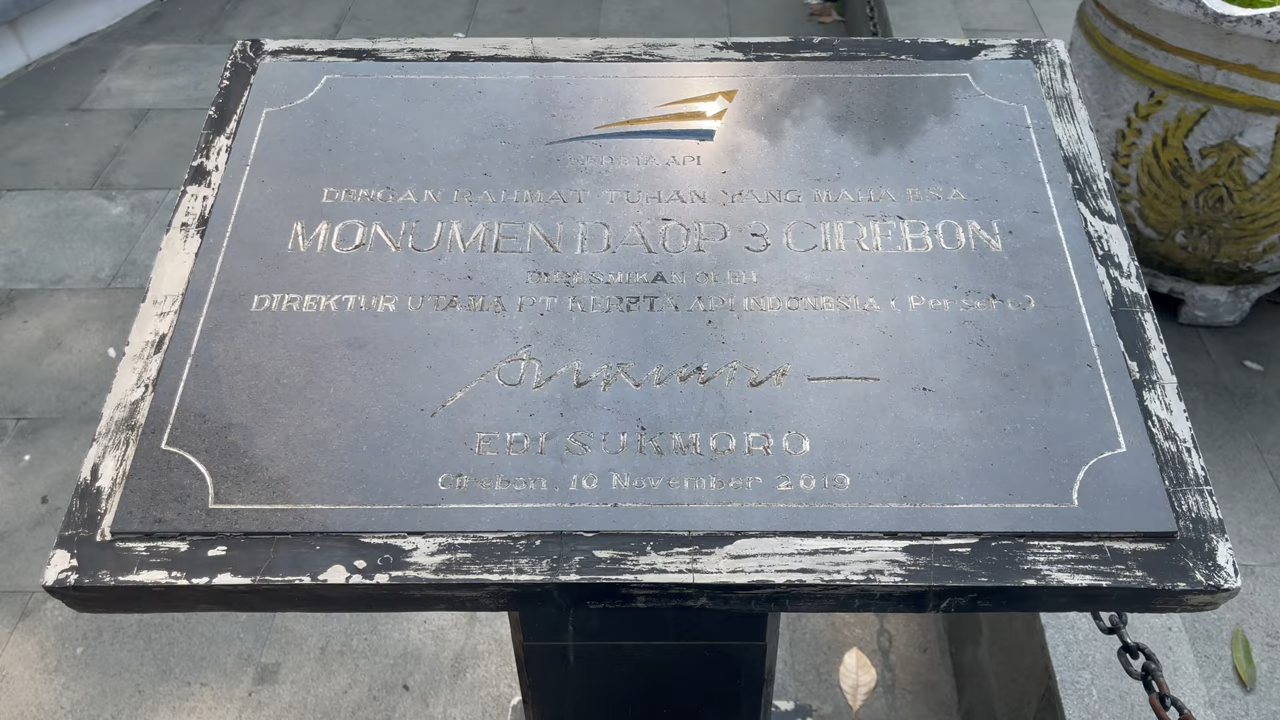 KERETA API
DENGAN RAHMAT TUHAN YANG MAHA ESA
MONUMEN DAOP 3 CIREBON
DIRESMIKAN OLEH
DIREKTUR UTAMA PT KERETA API INDONESIA (Persero)
EDI SUKMORO
Cirebon, 10 November 2019